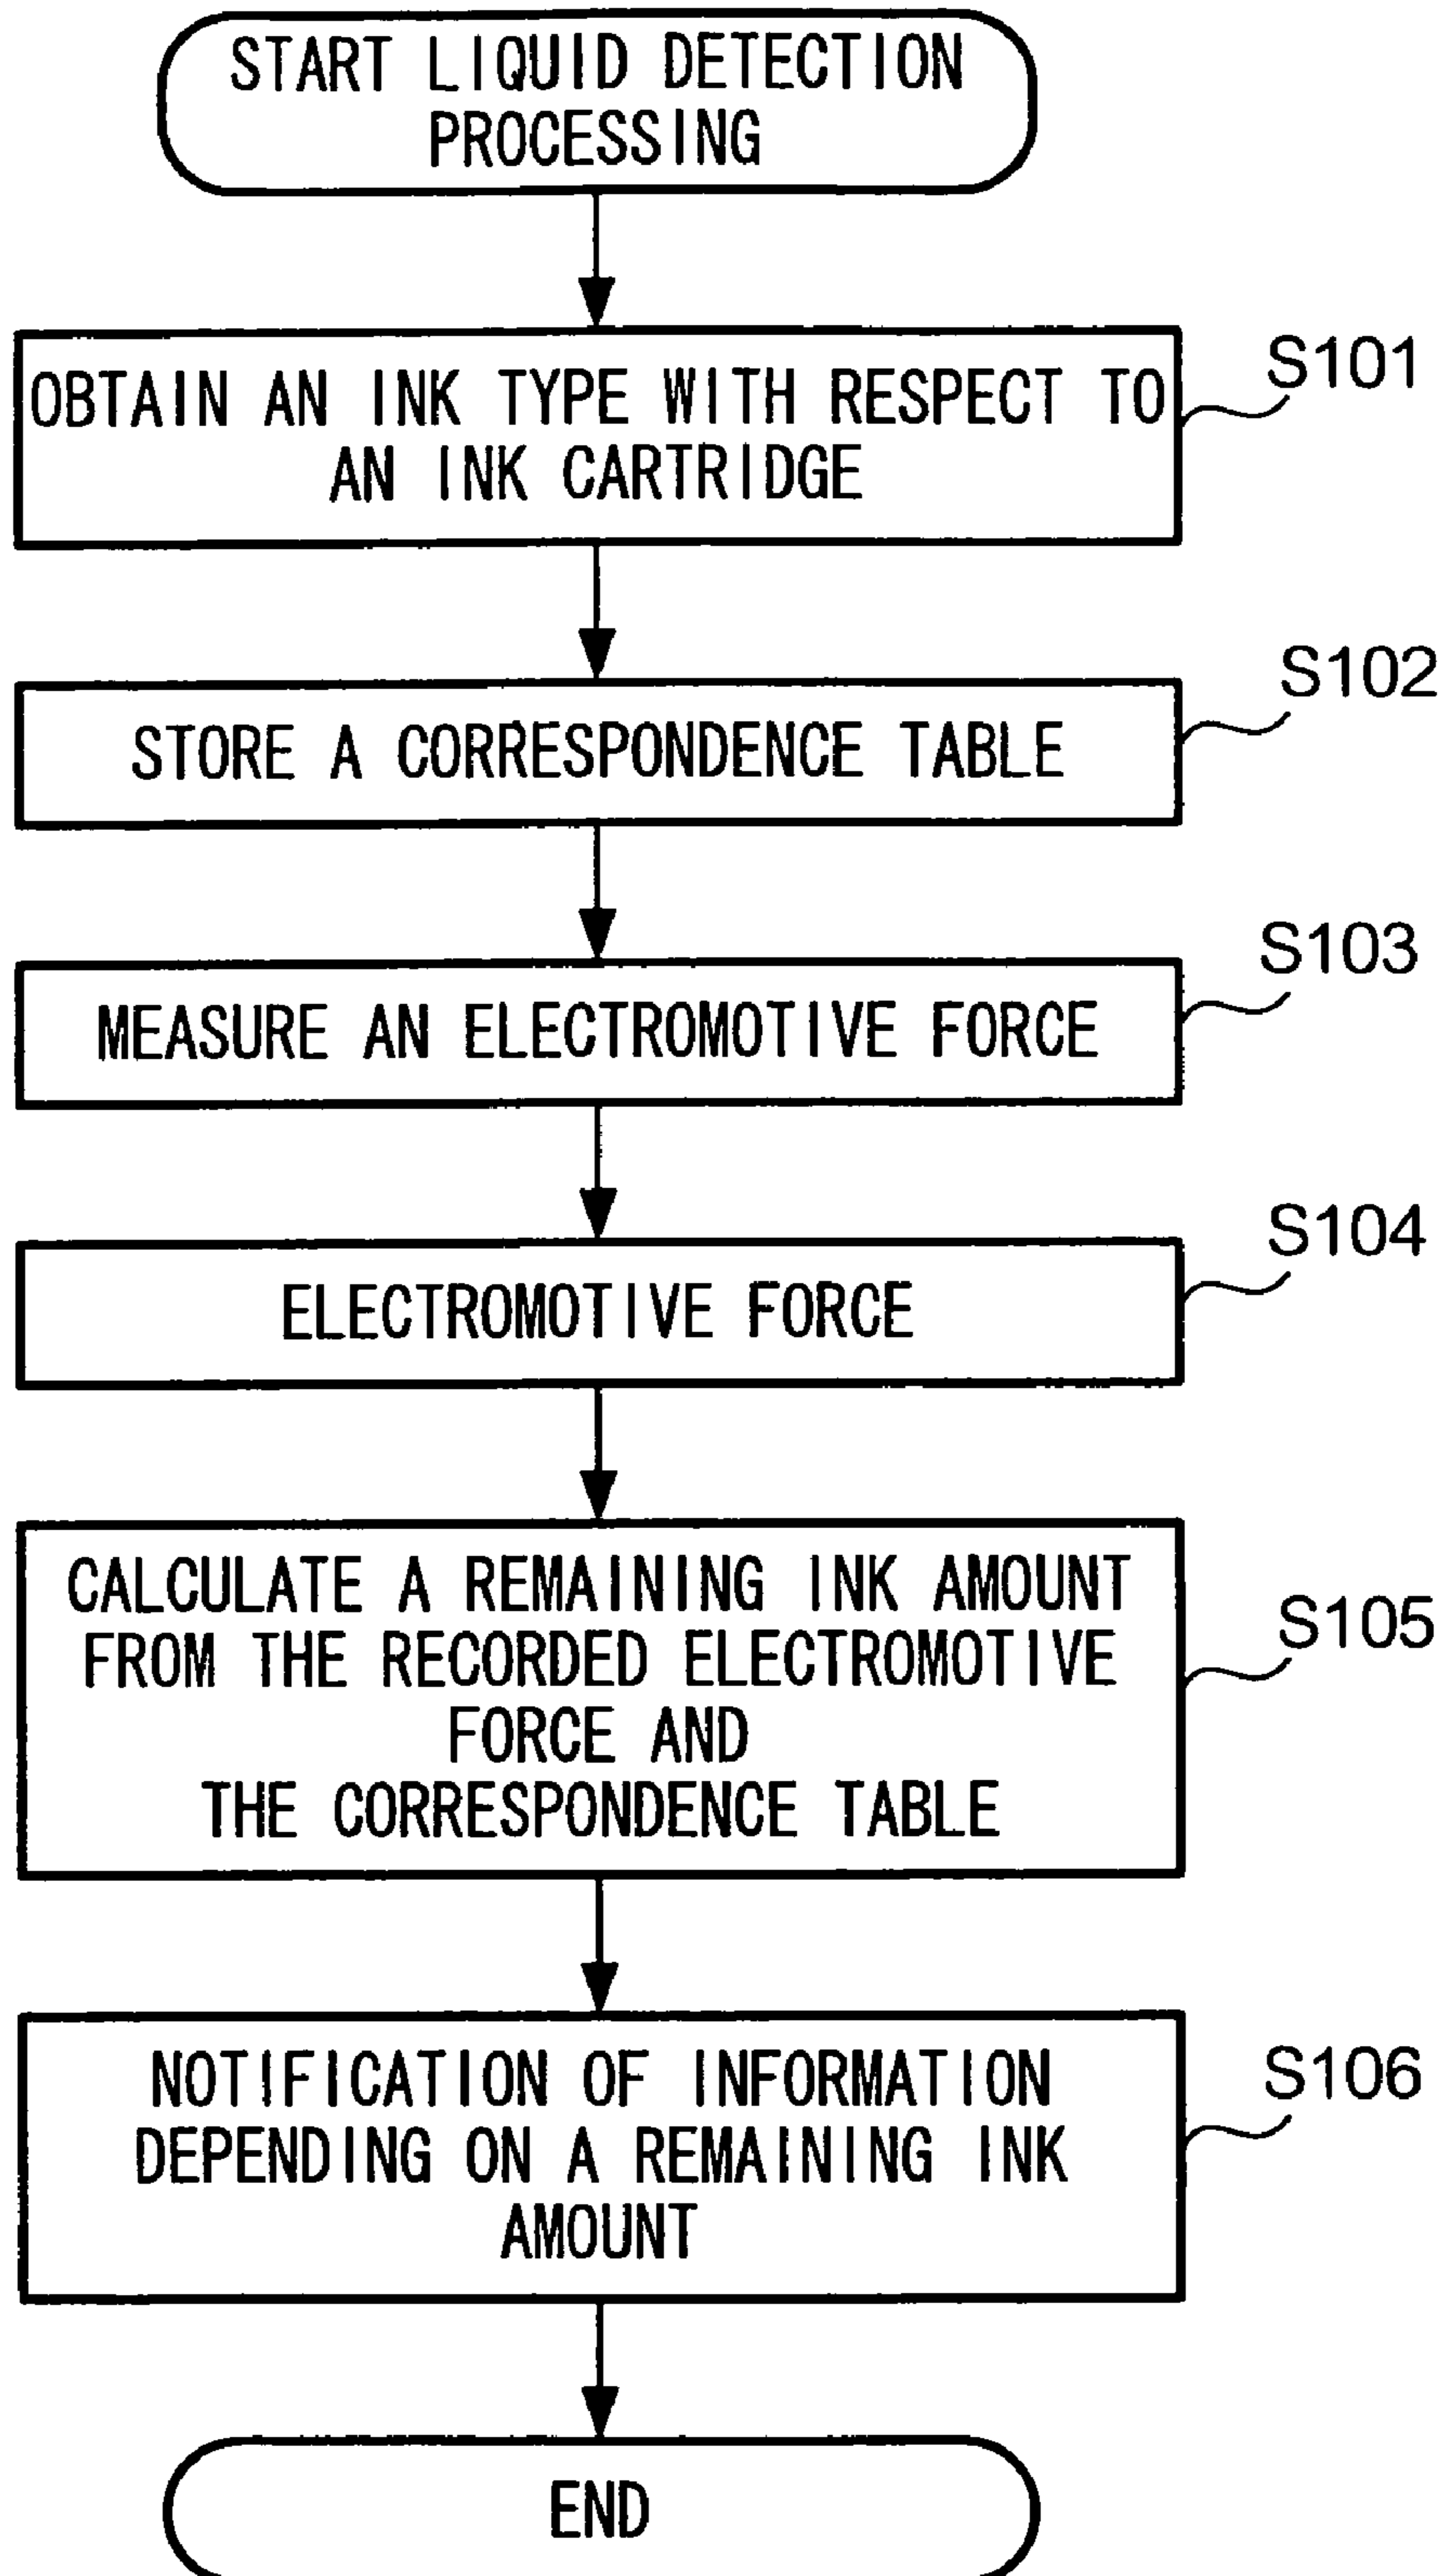 START LIQUID DETECTION
PROCESSING
OBTAIN AN INK TYPE WITH RESPECT TO
AN INK CARTRIDGE
S101
STORE A CORRESPONDENCE TABLE
S102
MEASURE AN ELECTROMOTIVE FORCE
S103
ELECTROMOTIVE FORCE
S104
CALCULATE A REMAINING INK AMOUNT
FROM THE RECORDED ELECTROMOTIVE
FORCE AND
THE CORRESPONDENCE TABLE
S105
NOTIFICATION OF INFORMATION
DEPENDING ON A REMAINING INK
AMOUNT
S106
END